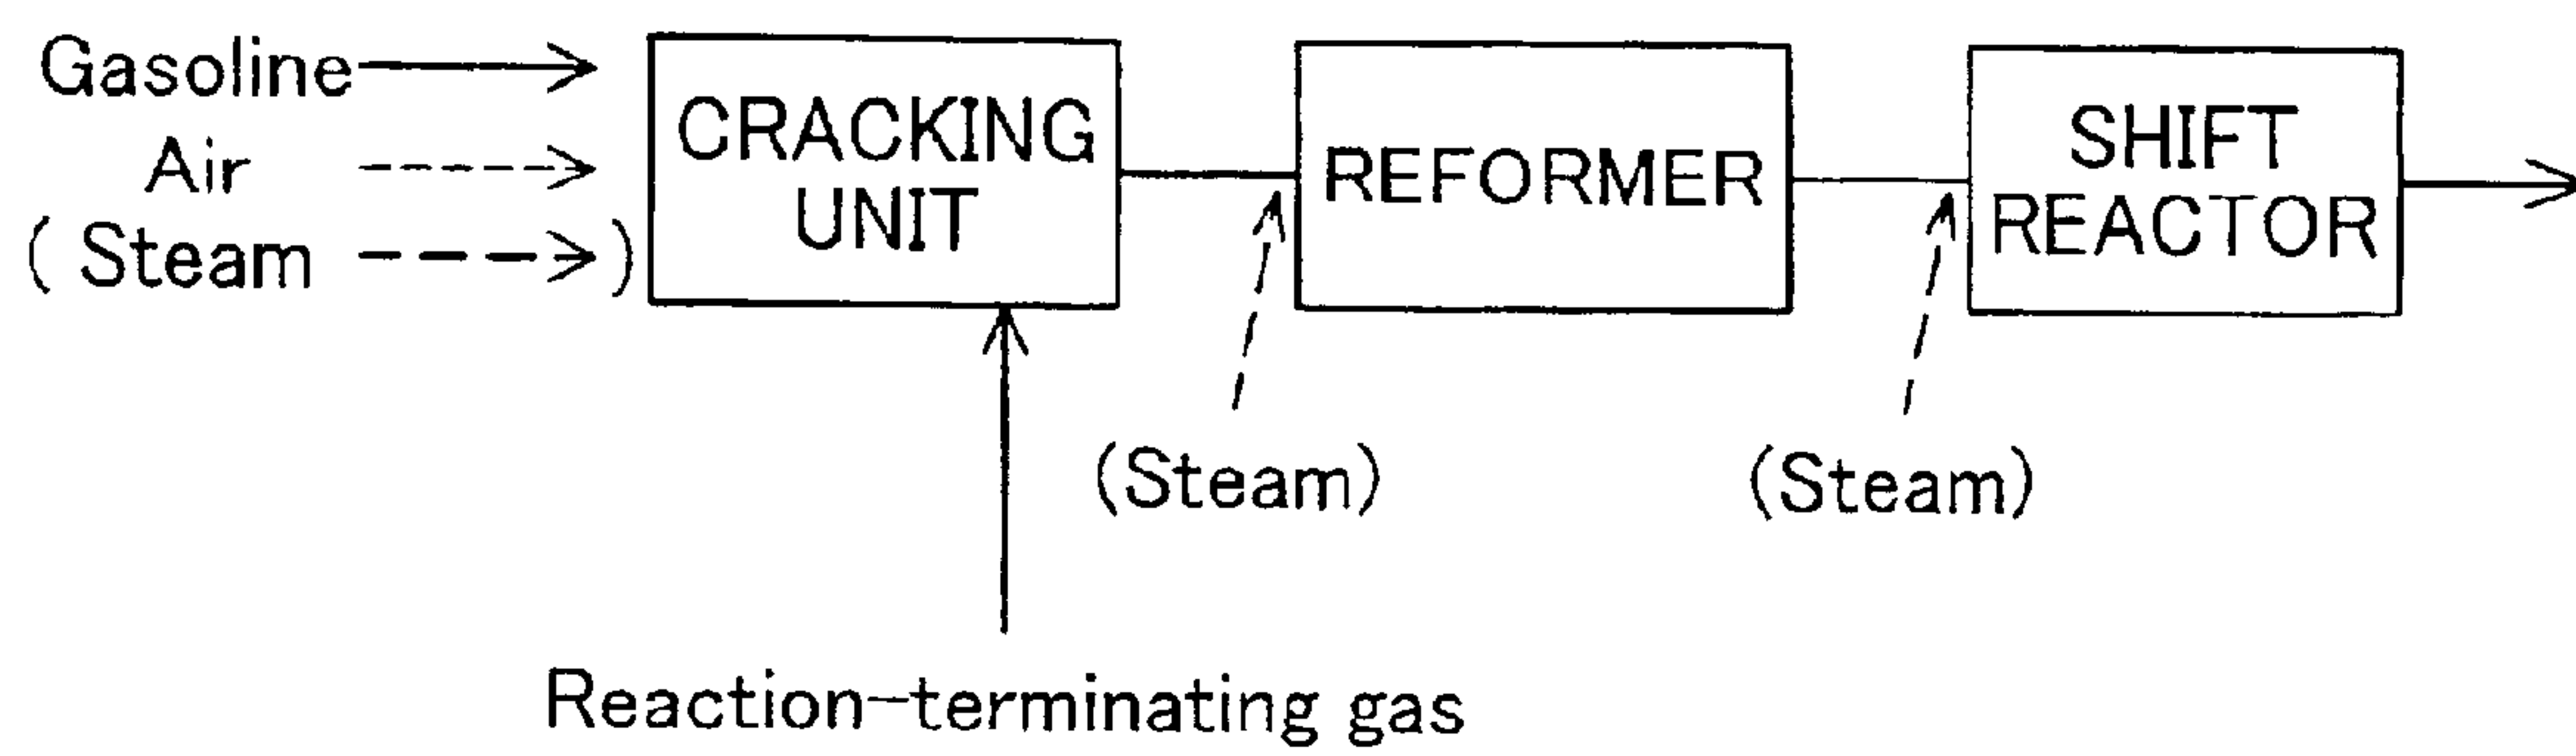 Gasoline
Air
( Steam )
CRACKING
UNIT
REFORMER
SHIFT
REACTOR
(Steam)
(Steam)
Reaction-terminating gas